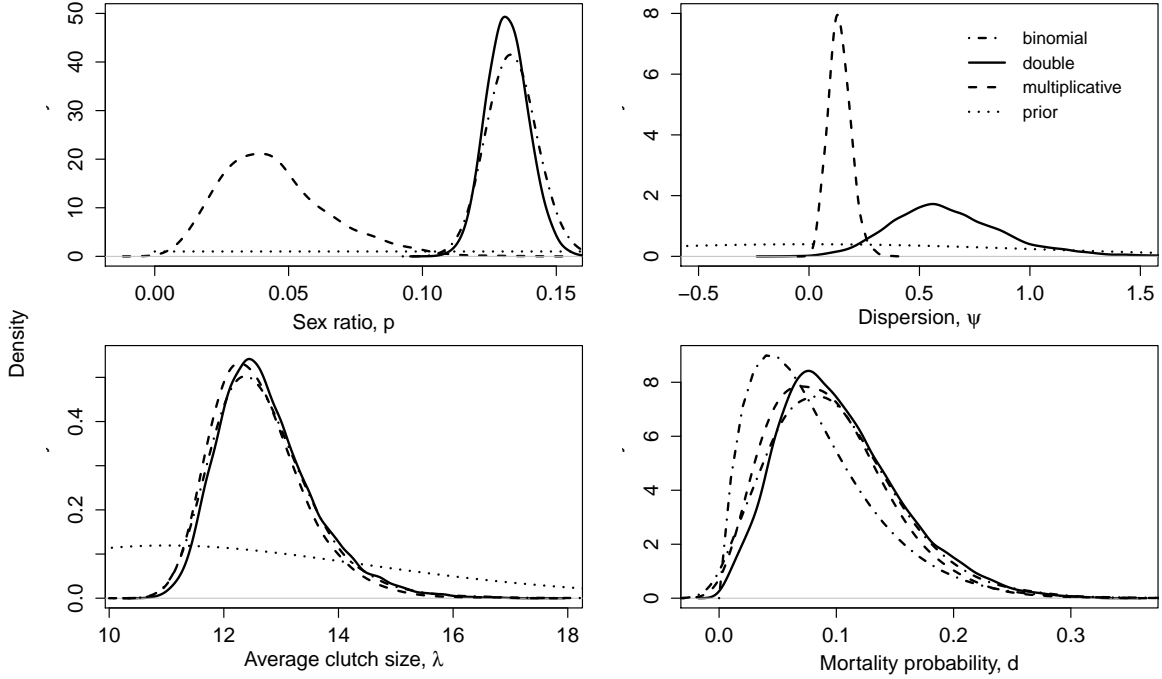 50
40
30
20
10
0
0.00 0.05 0.10 0.15
Sex ratio, p
8
6
4
2
0
−0.5 0.0 0.5 1.0 1.5
Dispersion, ψ
binomial
double
multiplicative
prior
Density
0.4
0.2
0.0
10 12 14 16 18
Average clutch size, λ
8
6
4
2
0
0.0 0.1 0.2 0.3
Mortality probability, d